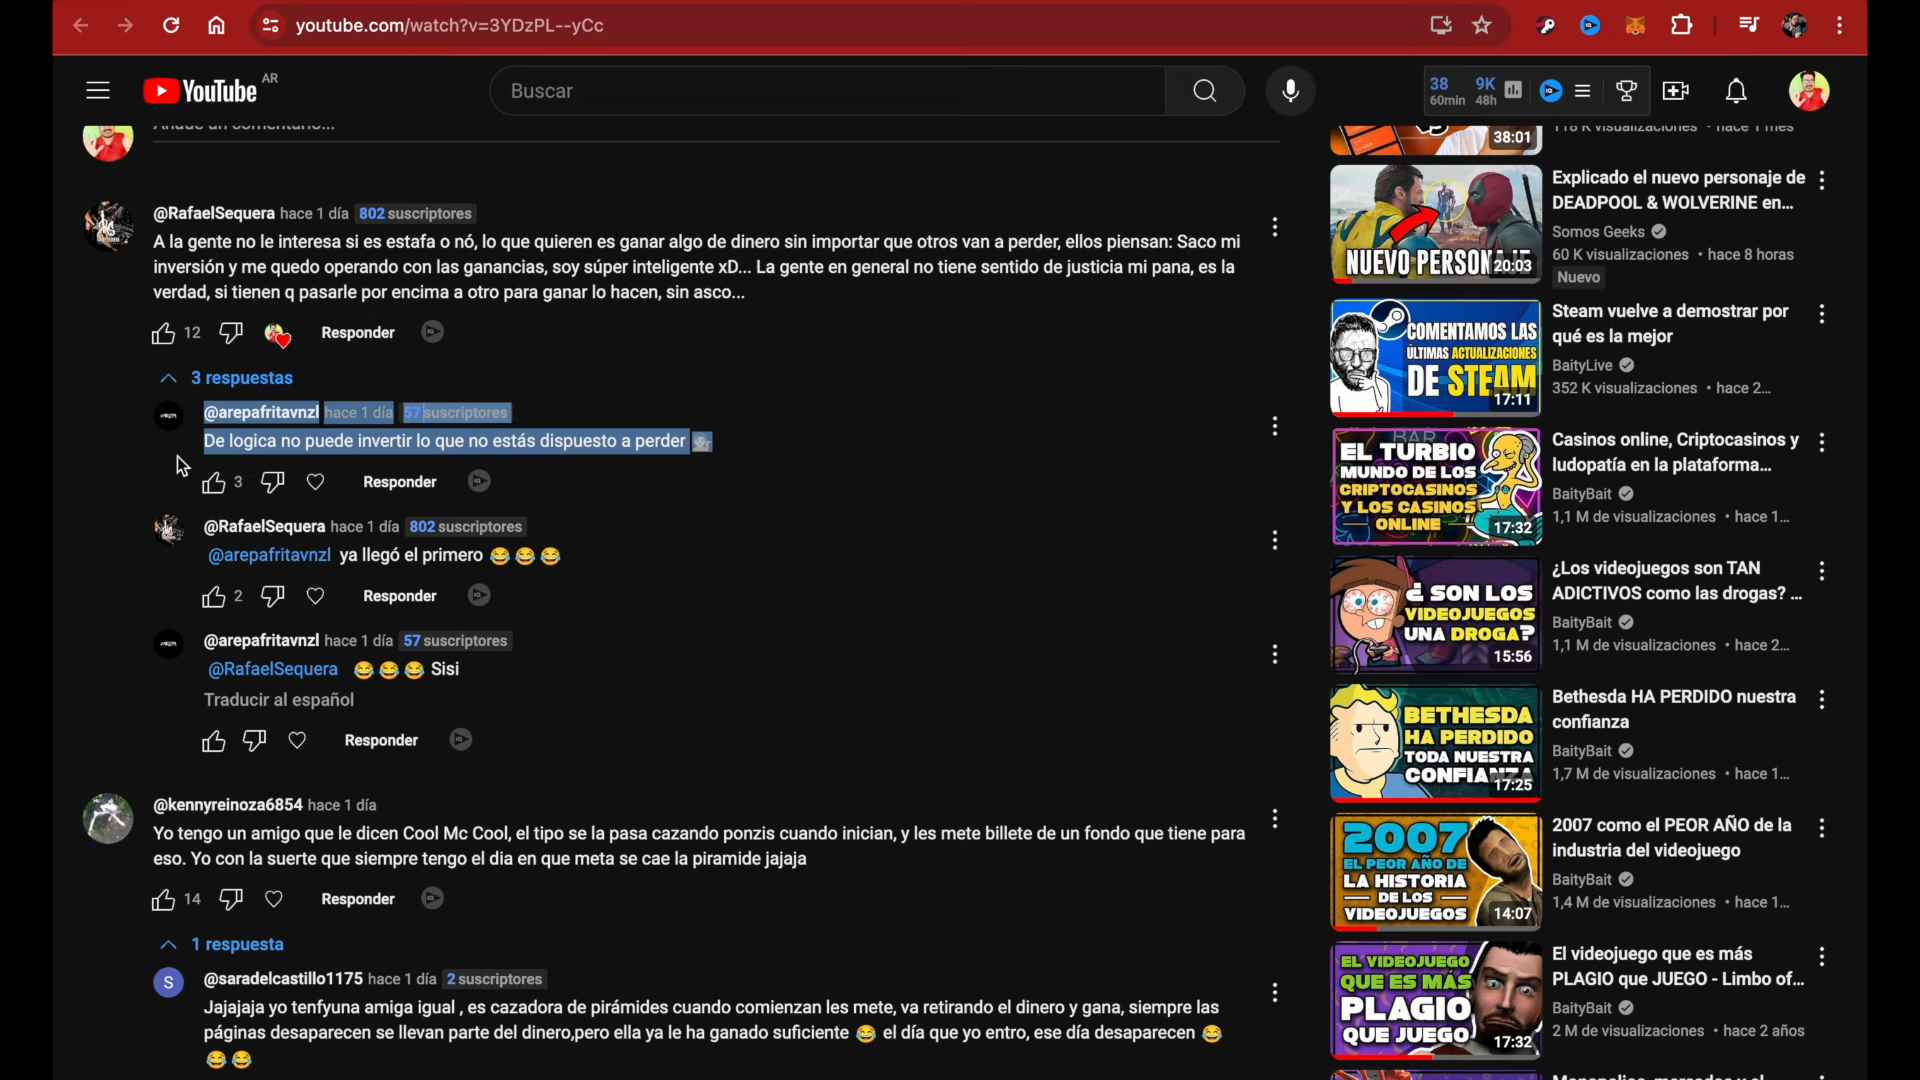 youtube.com/watch?v=3YDzPL--yCc
YouTube AR
Buscar
38 9K
60min 48h
Añade un comentario...
@RafaelSequera hace 1 día 802 suscriptores
A la gente no le interesa si es estafa o nó, lo que quieren es ganar algo de dinero sin importar que otros van a perder, ellos piensan: Saco mi
inversión y me quedo operando con las ganancias, soy súper inteligente xD... La gente en general no tiene sentido de justicia mi pana, es la
verdad, si tienen q pasarle por encima a otro para ganar lo hacen, sin asco...
12 Responder
3 respuestas
@arepafritavnzl hace 1 día 57 suscriptores
De logica no puede invertir lo que no estás dispuesto a perder
3 Responder
@RafaelSequera hace 1 día 802 suscriptores
@arepafritavnzl ya llegó el primero 😂 😂 😂
2 Responder
@arepafritavnzl hace 1 día 57 suscriptores
@RafaelSequera 😂 😂 😂 Sisi
Traducir al español
Responder
@kennyreinoza6854 hace 1 día
Yo tengo un amigo que le dicen Cool Mc Cool, el tipo se la pasa cazando ponzis cuando inician, y les mete billete de un fondo que tiene para
eso. Yo con la suerte que siempre tengo el dia en que meta se cae la piramide jajaja
14 Responder
1 respuesta
S
@saradelcastillo1175 hace 1 día 2 suscriptores
Jajajaja yo tenfyuna amiga igual , es cazadora de pirámides cuando comienzan les mete, va retirando el dinero y gana, siempre las
páginas desaparecen se llevan parte del dinero,pero ella ya le ha ganado suficiente 😂 el día que yo entro, ese día desaparecen 😂
😂 😂
38:01
118 K visualizaciones • hace 1 mes
NUEVO PERSONAJE
20:03
Explicado el nuevo personaje de
DEADPOOL & WOLVERINE en...
Somos Geeks
60 K visualizaciones • hace 8 horas
Nuevo
COMENTAMOS LAS
ÚLTIMAS ACTUALIZACIONES
DE STEAM
17:11
Steam vuelve a demostrar por
qué es la mejor
BaityLive
352 K visualizaciones • hace 2...
BAR
EL TURBIO
MUNDO DE LOS
CRIPTOCASINOS
Y LOS CASINOS
ONLINE
17:32
Casinos online, Criptocasinos y
ludopatía en la plataforma...
BaityBait
1,1 M de visualizaciones • hace 1...
¿ SON LOS
VIDEOJUEGOS
UNA DROGA?
15:56
¿Los videojuegos son TAN
ADICTIVOS como las drogas? ...
BaityBait
1,1 M de visualizaciones • hace 2...
BETHESDA
HA PERDIDO
TODA NUESTRA
CONFIANZA
17:25
Bethesda HA PERDIDO nuestra
confianza
BaityBait
1,7 M de visualizaciones • hace 1...
2007
EL PEOR AÑO DE
LA HISTORIA
DE LOS
VIDEOJUEGOS
14:07
2007 como el PEOR AÑO de la
industria del videojuego
BaityBait
1,4 M de visualizaciones • hace 1...
EL VIDEOJUEGO
QUE ES MÁS
PLAGIO
QUE JUEGO
17:32
El videojuego que es más
PLAGIO que JUEGO - Limbo of...
BaityBait
2 M de visualizaciones • hace 2 años